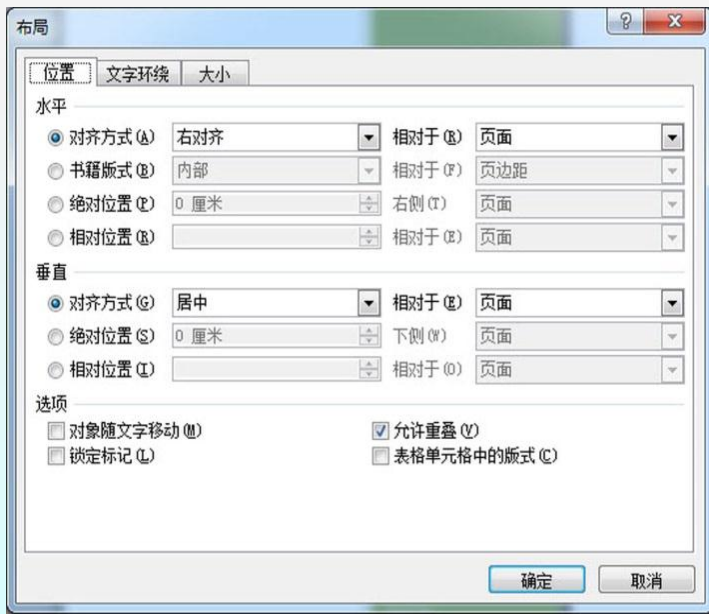 布局
位置 文字环绕 大小
水平
对齐方式(A) 右对齐 相对于(R) 页面
书籍版式(B) 内部 相对于(F) 页边距
绝对位置(P) 0 厘米 右侧(T) 页面
相对位置(R) 相对于(E) 页面
垂直
对齐方式(G) 居中 相对于(E) 页面
绝对位置(S) 0 厘米 下侧(W) 页面
相对位置(I) 相对于(O) 页面
选项
对象随文字移动(M) 允许重叠(V)
锁定标记(L) 表格单元格中的版式(C)
确定 取消